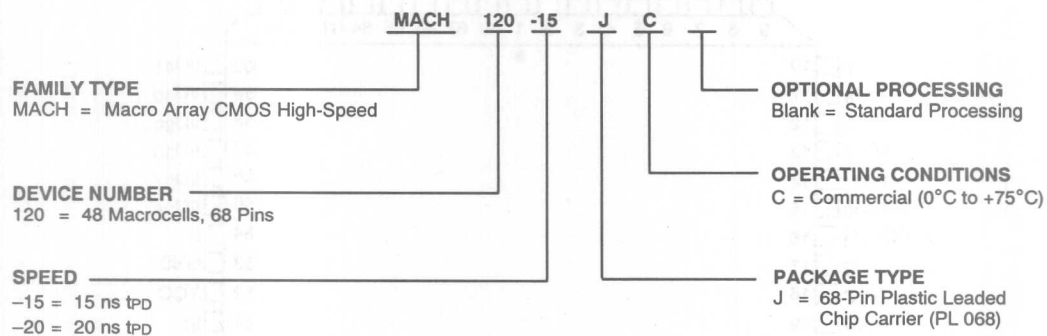 MACH 120 -15 J C
FAMILY TYPE
MACH = Macro Array CMOS High-Speed
DEVICE NUMBER
120 = 48 Macrocells, 68 Pins
SPEED
–15 = 15 ns tPD
–20 = 20 ns tPD
OPTIONAL PROCESSING
Blank = Standard Processing
OPERATING CONDITIONS
C = Commercial (0°C to +75°C)
PACKAGE TYPE
J = 68-Pin Plastic Leaded
Chip Carrier (PL 068)